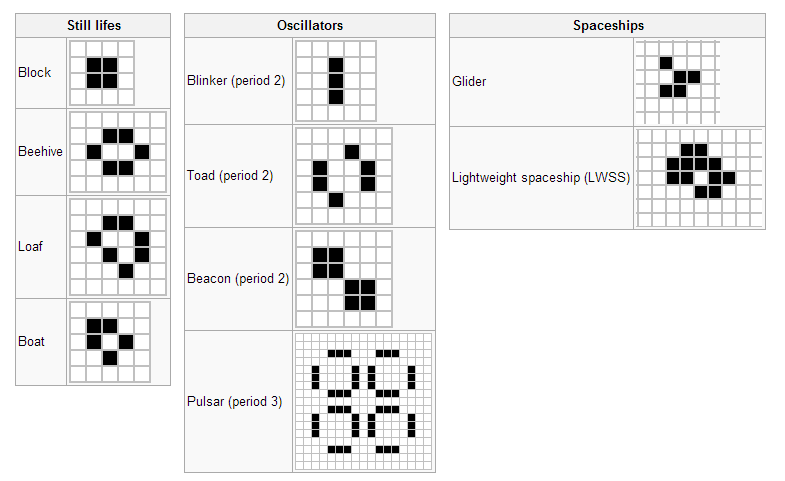 Still lifes
Block
Beehive
Loaf
Boat
Oscillators
Blinker (period 2)
Toad (period 2)
Beacon (period 2)
Pulsar (period 3)
Spaceships
Glider
Lightweight spaceship (LWSS)